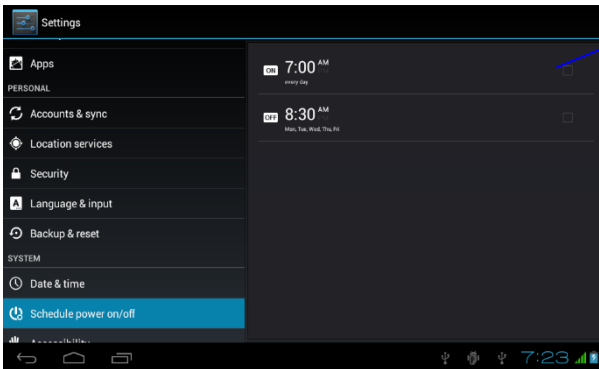 Settings
Apps
PERSONAL
Accounts & sync
Location services
Security
A Language & input
Backup & reset
SYSTEM
Date & time
Schedule power on/off
Accessibility
ON 7:00 AM
every day
OFF 8:30 AM
Mon, Tue, Wed, Thu, Fri
7:23